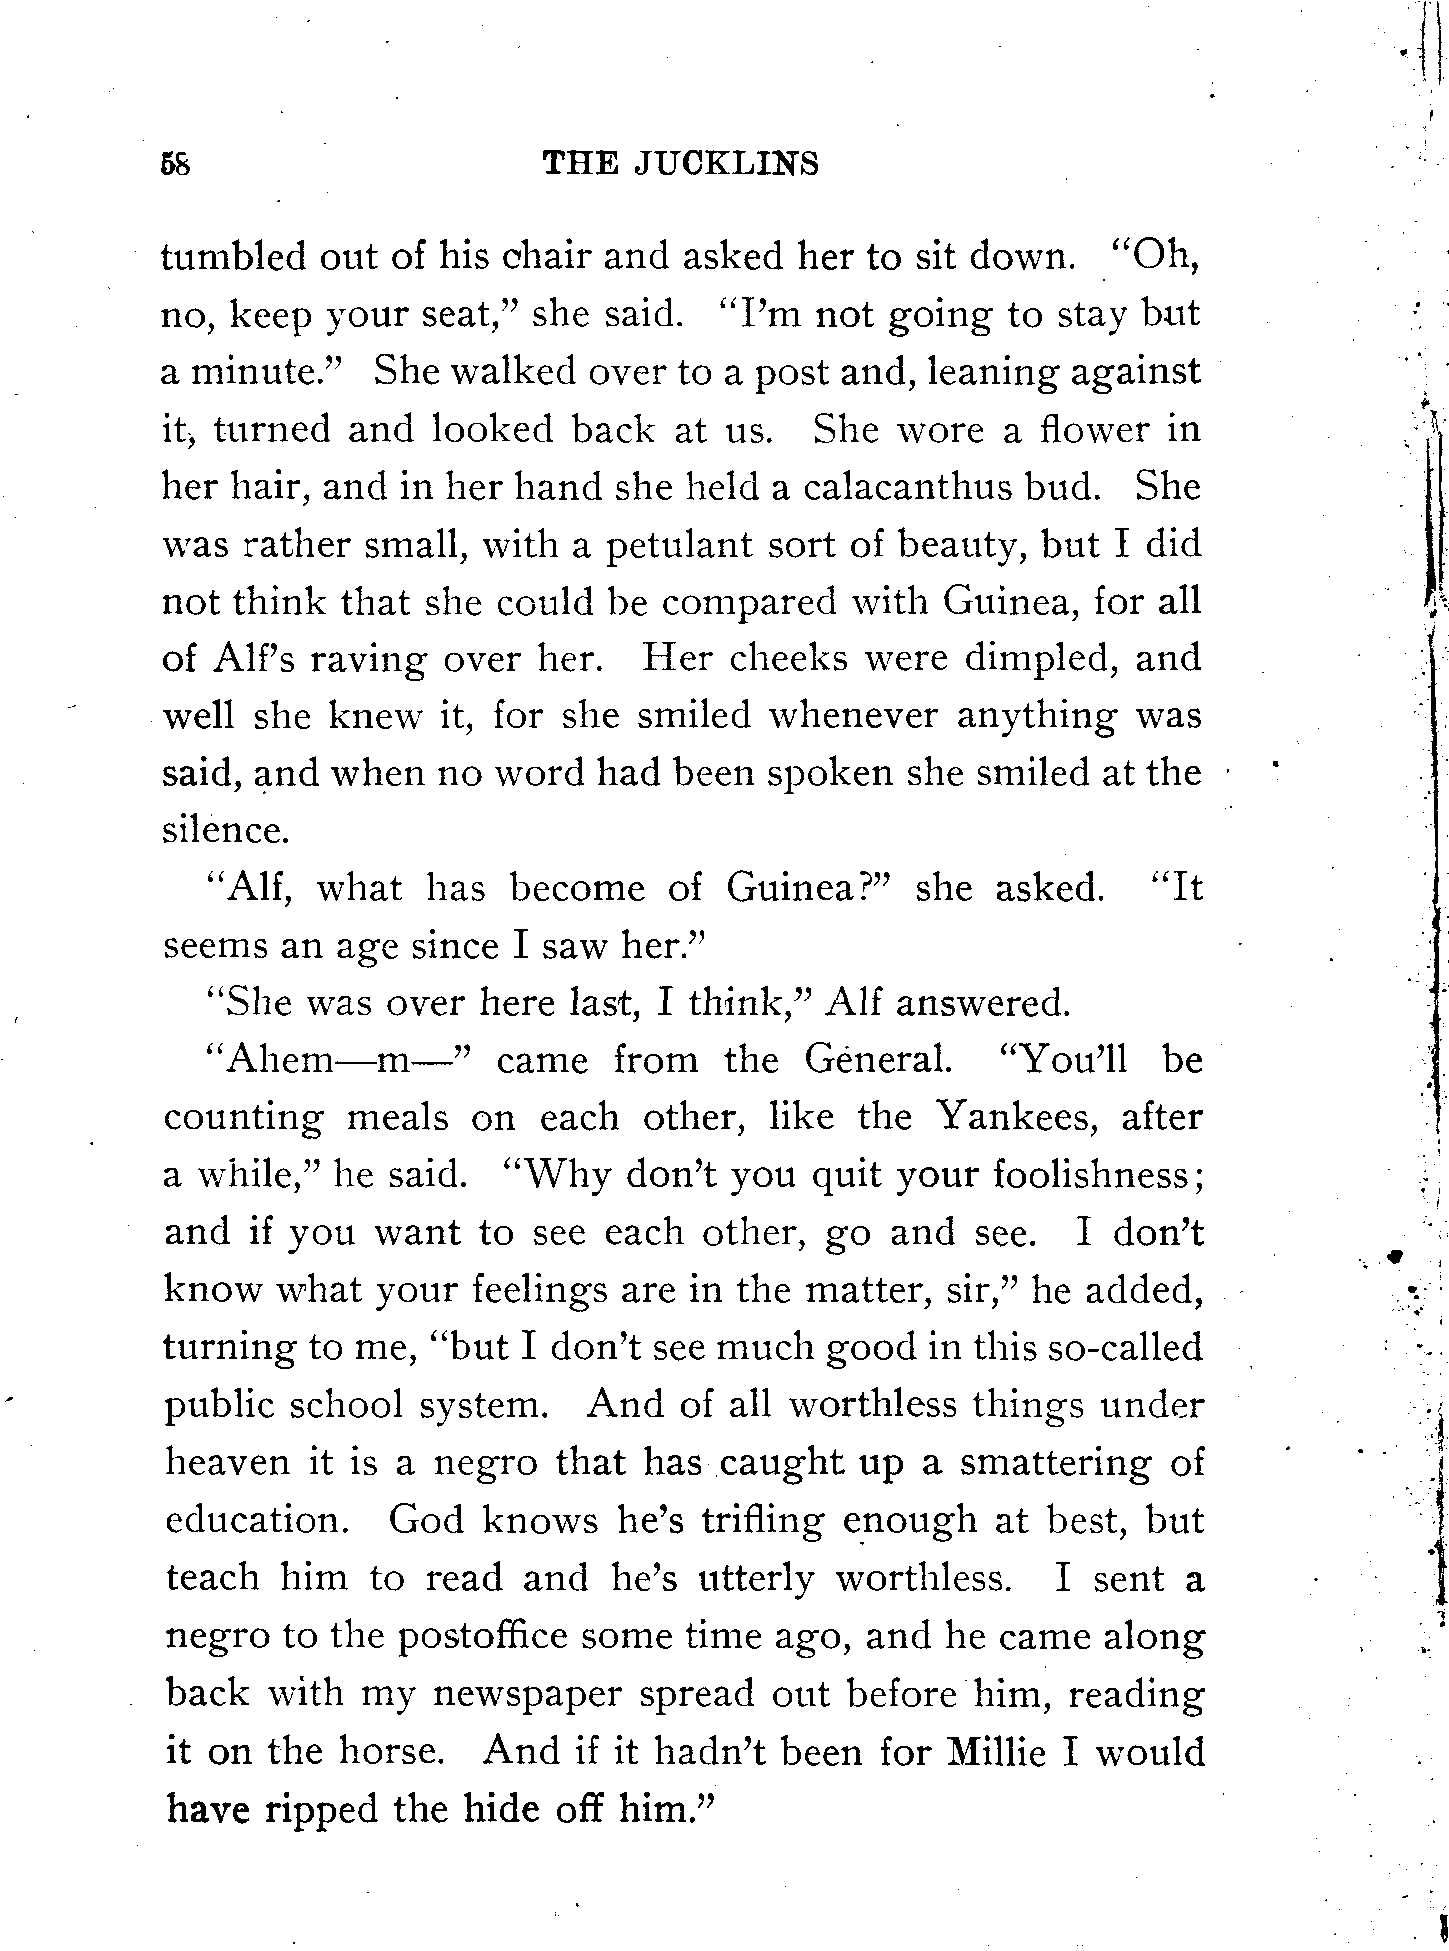 58 THE JUCKLINS
tumbled out of his chair and asked her to sit down. “Oh,
no, keep your seat,” she said. “I’m not going to stay but
a minute.” She walked over to a post and, leaning against
it, turned and looked back at us. She wore a flower in
her hair, and in her hand she held a calacanthus bud. She
was rather small, with a petulant sort of beauty, but I did
not think that she could be compared with Guinea, for all
of Alf’s raving over her. Her cheeks were dimpled, and
well she knew it, for she smiled whenever anything was
said, and when no word had been spoken she smiled at the
silence.
“Alf, what has become of Guinea?” she asked. “It
seems an age since I saw her.”
“She was over here last, I think,” Alf answered.
“Ahem—m—” came from the General. “You’ll be
counting meals on each other, like the Yankees, after
a while,” he said. “Why don’t you quit your foolishness;
and if you want to see each other, go and see. I don’t
know what your feelings are in the matter, sir,” he added,
turning to me, “but I don’t see much good in this so-called
public school system. And of all worthless things under
heaven it is a negro that has caught up a smattering of
education. God knows he’s trifling enough at best, but
teach him to read and he’s utterly worthless. I sent a
negro to the postoffice some time ago, and he came along
back with my newspaper spread out before him, reading
it on the horse. And if it hadn’t been for Millie I would
have ripped the hide off him.”